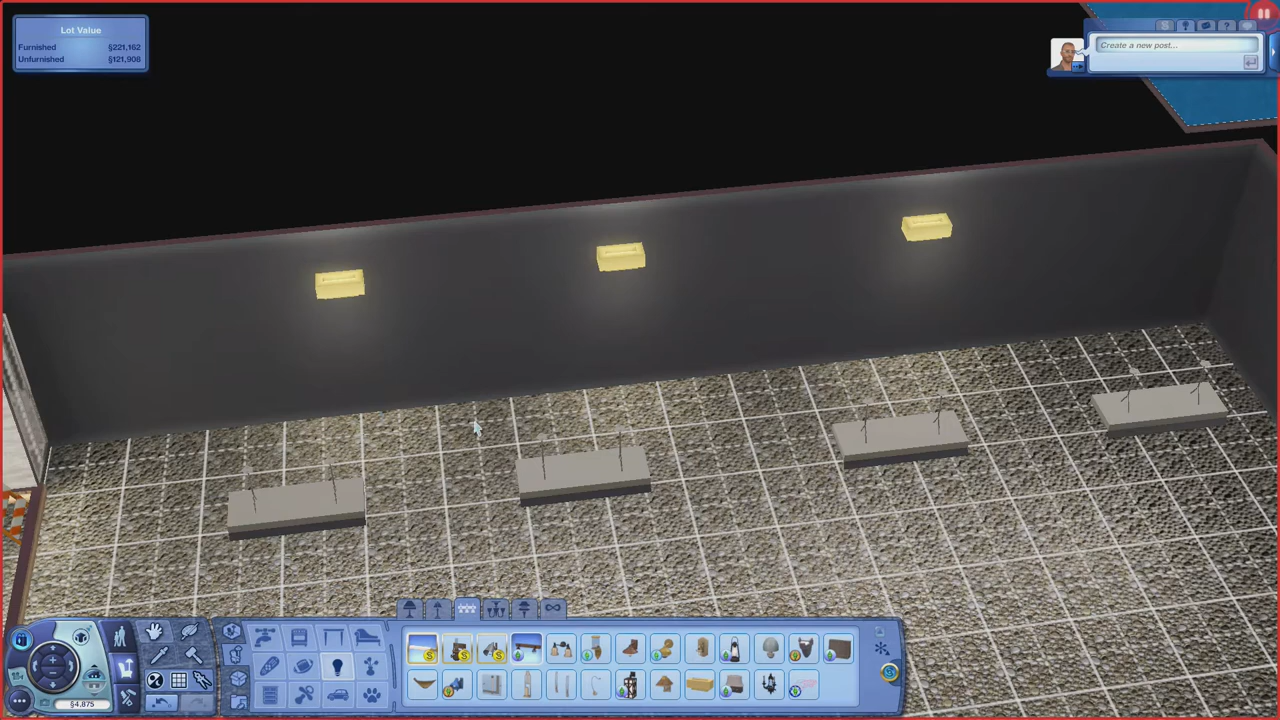 Lot Value
Furnished §221,162
Unfurnished §121,908
Create a new post...
§4,875